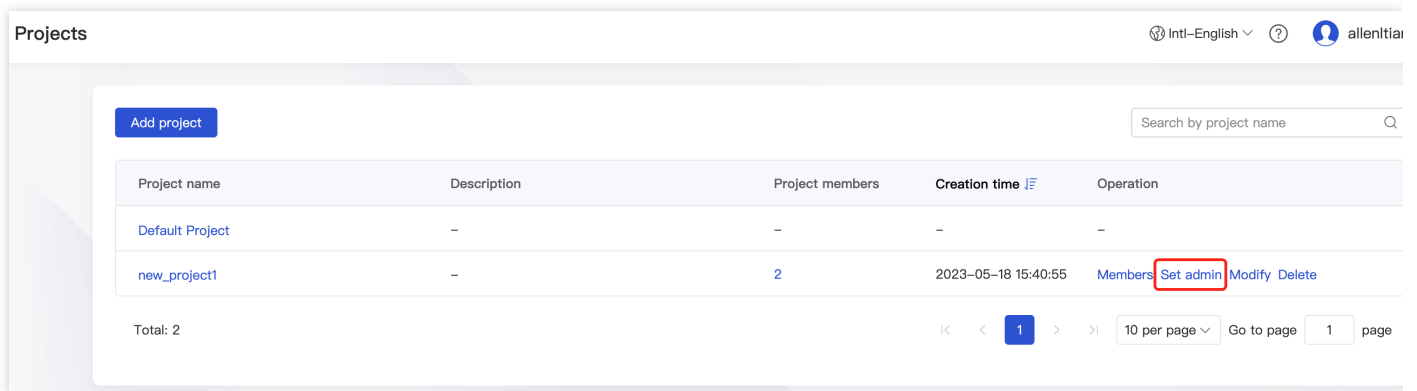 Projects
Intl-English
?
allenltian
Add project
Search by project name
Project name Description Project members Creation time Operation
Default Project – – – –
new_project1 – 2 2023-05-18 15:40:55 Members Set admin Modify Delete
Total: 2
1
10 per page
Go to page 1 page